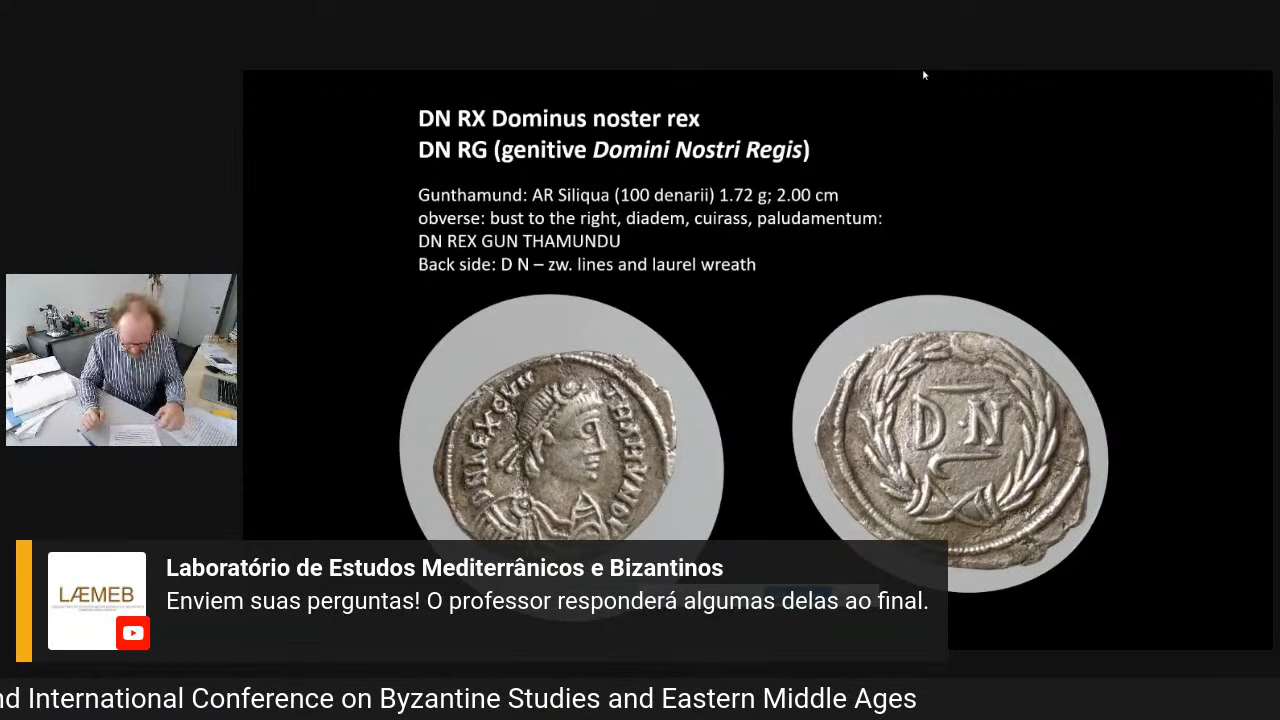 DN RX Dominus noster rex
DN RG (genitive Domini Nostri Regis)
Gunthamund: AR Siliqua (100 denarii) 1.72 g; 2.00 cm
obverse: bust to the right, diadem, cuirass, paludamentum:
DN REX GUN THAMUNDU
Back side: D N – zw. lines and laurel wreath
D N
LÆMEB
Laboratório de Estudos Mediterrânicos e Bizantinos
Enviem suas perguntas! O professor responderá algumas delas ao final.
nd International Conference on Byzantine Studies and Eastern Middle Ages